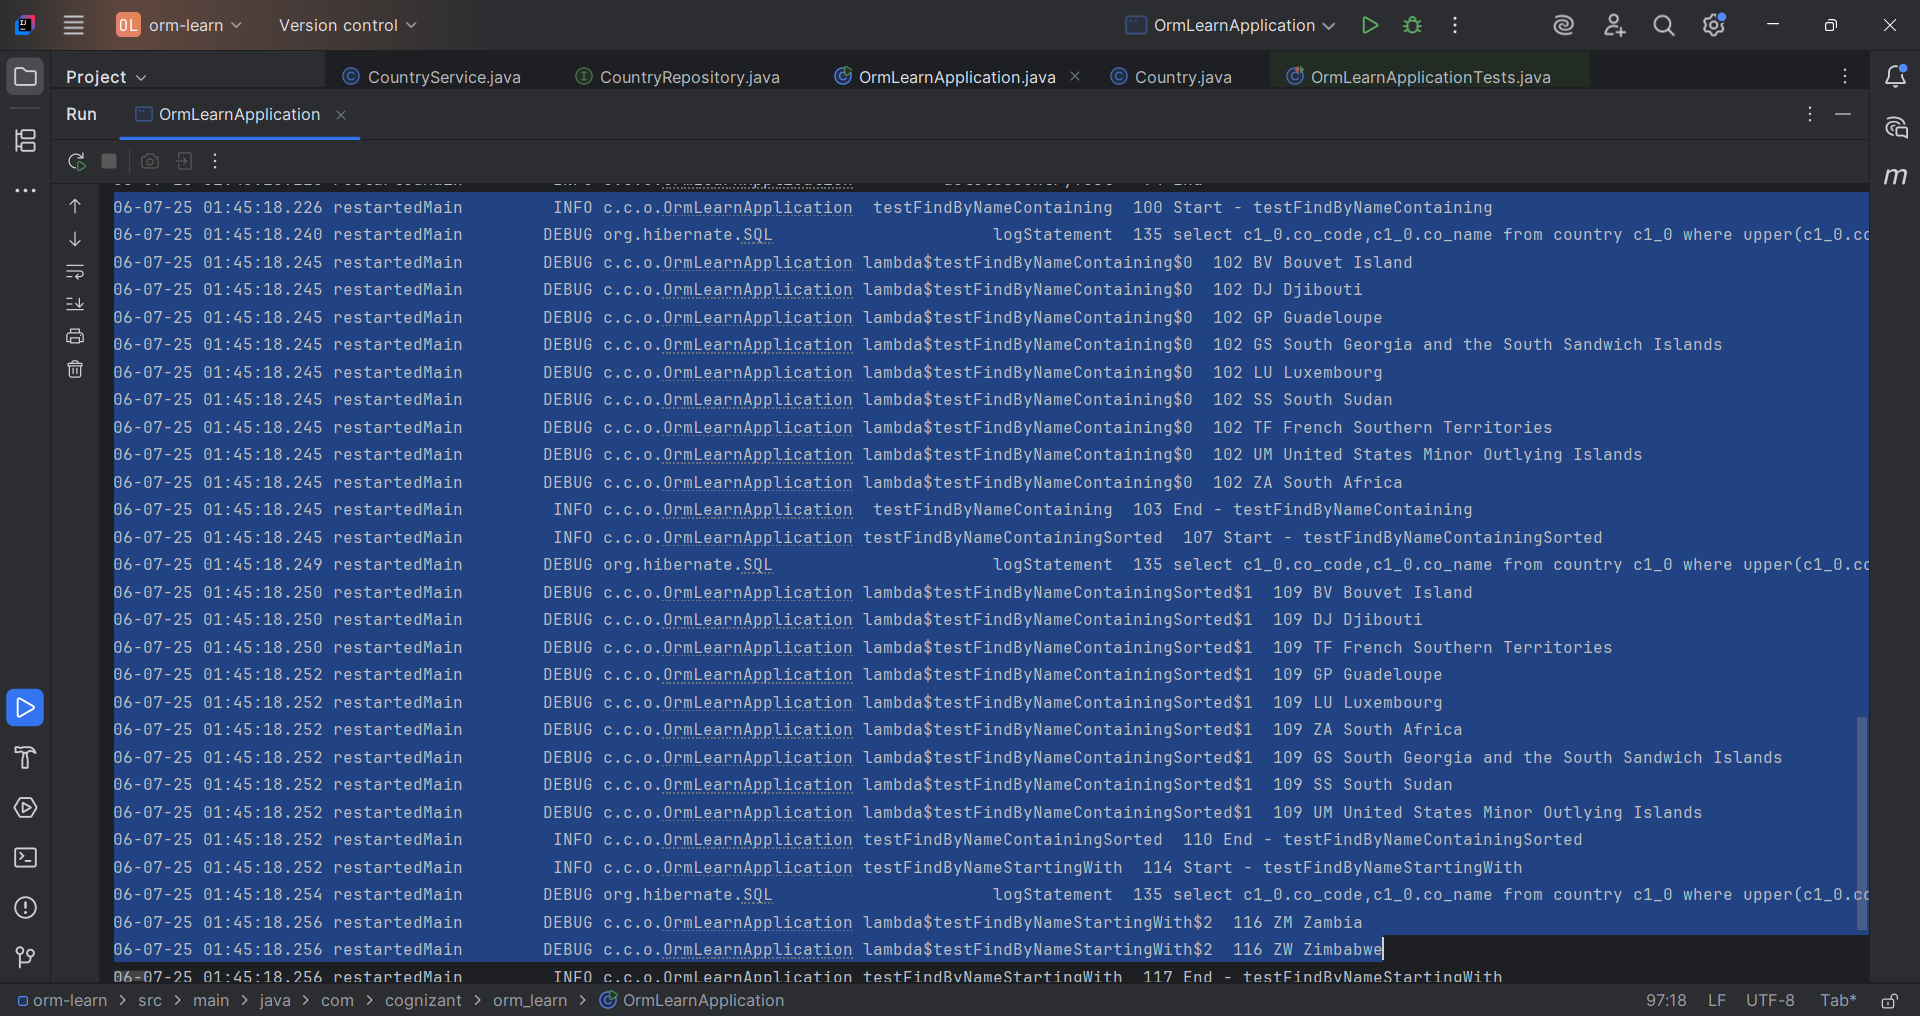 OL orm-learn Version control OrmLearnApplication
Project CountryService.java CountryRepository.java OrmLearnApplication.java Country.java OrmLearnApplicationTests.java
Run OrmLearnApplication
06-07-25 01:45:18.226 restartedMain INFO c.c.o.OrmLearnApplication testFindByNameContaining 100 Start - testFindByNameContaining
06-07-25 01:45:18.240 restartedMain DEBUG org.hibernate.SQL logStatement 135 select c1_0.co_code,c1_0.co_name from country c1_0 where upper(c1_0.co
06-07-25 01:45:18.245 restartedMain DEBUG c.c.o.OrmLearnApplication lambda$testFindByNameContaining$0 102 BV Bouvet Island
06-07-25 01:45:18.245 restartedMain DEBUG c.c.o.OrmLearnApplication lambda$testFindByNameContaining$0 102 DJ Djibouti
06-07-25 01:45:18.245 restartedMain DEBUG c.c.o.OrmLearnApplication lambda$testFindByNameContaining$0 102 GP Guadeloupe
06-07-25 01:45:18.245 restartedMain DEBUG c.c.o.OrmLearnApplication lambda$testFindByNameContaining$0 102 GS South Georgia and the South Sandwich Islands
06-07-25 01:45:18.245 restartedMain DEBUG c.c.o.OrmLearnApplication lambda$testFindByNameContaining$0 102 LU Luxembourg
06-07-25 01:45:18.245 restartedMain DEBUG c.c.o.OrmLearnApplication lambda$testFindByNameContaining$0 102 SS South Sudan
06-07-25 01:45:18.245 restartedMain DEBUG c.c.o.OrmLearnApplication lambda$testFindByNameContaining$0 102 TF French Southern Territories
06-07-25 01:45:18.245 restartedMain DEBUG c.c.o.OrmLearnApplication lambda$testFindByNameContaining$0 102 UM United States Minor Outlying Islands
06-07-25 01:45:18.245 restartedMain DEBUG c.c.o.OrmLearnApplication lambda$testFindByNameContaining$0 102 ZA South Africa
06-07-25 01:45:18.245 restartedMain INFO c.c.o.OrmLearnApplication testFindByNameContaining 103 End - testFindByNameContaining
06-07-25 01:45:18.245 restartedMain INFO c.c.o.OrmLearnApplication testFindByNameContainingSorted 107 Start - testFindByNameContainingSorted
06-07-25 01:45:18.249 restartedMain DEBUG org.hibernate.SQL logStatement 135 select c1_0.co_code,c1_0.co_name from country c1_0 where upper(c1_0.co
06-07-25 01:45:18.250 restartedMain DEBUG c.c.o.OrmLearnApplication lambda$testFindByNameContainingSorted$1 109 BV Bouvet Island
06-07-25 01:45:18.250 restartedMain DEBUG c.c.o.OrmLearnApplication lambda$testFindByNameContainingSorted$1 109 DJ Djibouti
06-07-25 01:45:18.250 restartedMain DEBUG c.c.o.OrmLearnApplication lambda$testFindByNameContainingSorted$1 109 TF French Southern Territories
06-07-25 01:45:18.252 restartedMain DEBUG c.c.o.OrmLearnApplication lambda$testFindByNameContainingSorted$1 109 GP Guadeloupe
06-07-25 01:45:18.252 restartedMain DEBUG c.c.o.OrmLearnApplication lambda$testFindByNameContainingSorted$1 109 LU Luxembourg
06-07-25 01:45:18.252 restartedMain DEBUG c.c.o.OrmLearnApplication lambda$testFindByNameContainingSorted$1 109 ZA South Africa
06-07-25 01:45:18.252 restartedMain DEBUG c.c.o.OrmLearnApplication lambda$testFindByNameContainingSorted$1 109 GS South Georgia and the South Sandwich Islands
06-07-25 01:45:18.252 restartedMain DEBUG c.c.o.OrmLearnApplication lambda$testFindByNameContainingSorted$1 109 SS South Sudan
06-07-25 01:45:18.252 restartedMain DEBUG c.c.o.OrmLearnApplication lambda$testFindByNameContainingSorted$1 109 UM United States Minor Outlying Islands
06-07-25 01:45:18.252 restartedMain INFO c.c.o.OrmLearnApplication testFindByNameContainingSorted 110 End - testFindByNameContainingSorted
06-07-25 01:45:18.252 restartedMain INFO c.c.o.OrmLearnApplication testFindByNameStartingWith 114 Start - testFindByNameStartingWith
06-07-25 01:45:18.254 restartedMain DEBUG org.hibernate.SQL logStatement 135 select c1_0.co_code,c1_0.co_name from country c1_0 where upper(c1_0.co
06-07-25 01:45:18.256 restartedMain DEBUG c.c.o.OrmLearnApplication lambda$testFindByNameStartingWith$2 116 ZM Zambia
06-07-25 01:45:18.256 restartedMain DEBUG c.c.o.OrmLearnApplication lambda$testFindByNameStartingWith$2 116 ZW Zimbabwe
06-07-25 01:45:18.256 restartedMain INFO c.c.o.OrmLearnApplication testFindByNameStartingWith 117 End - testFindByNameStartingWith
orm-learn > src > main > java > com > cognizant > orm_learn > OrmLearnApplication 97:18 LF UTF-8 Tab*